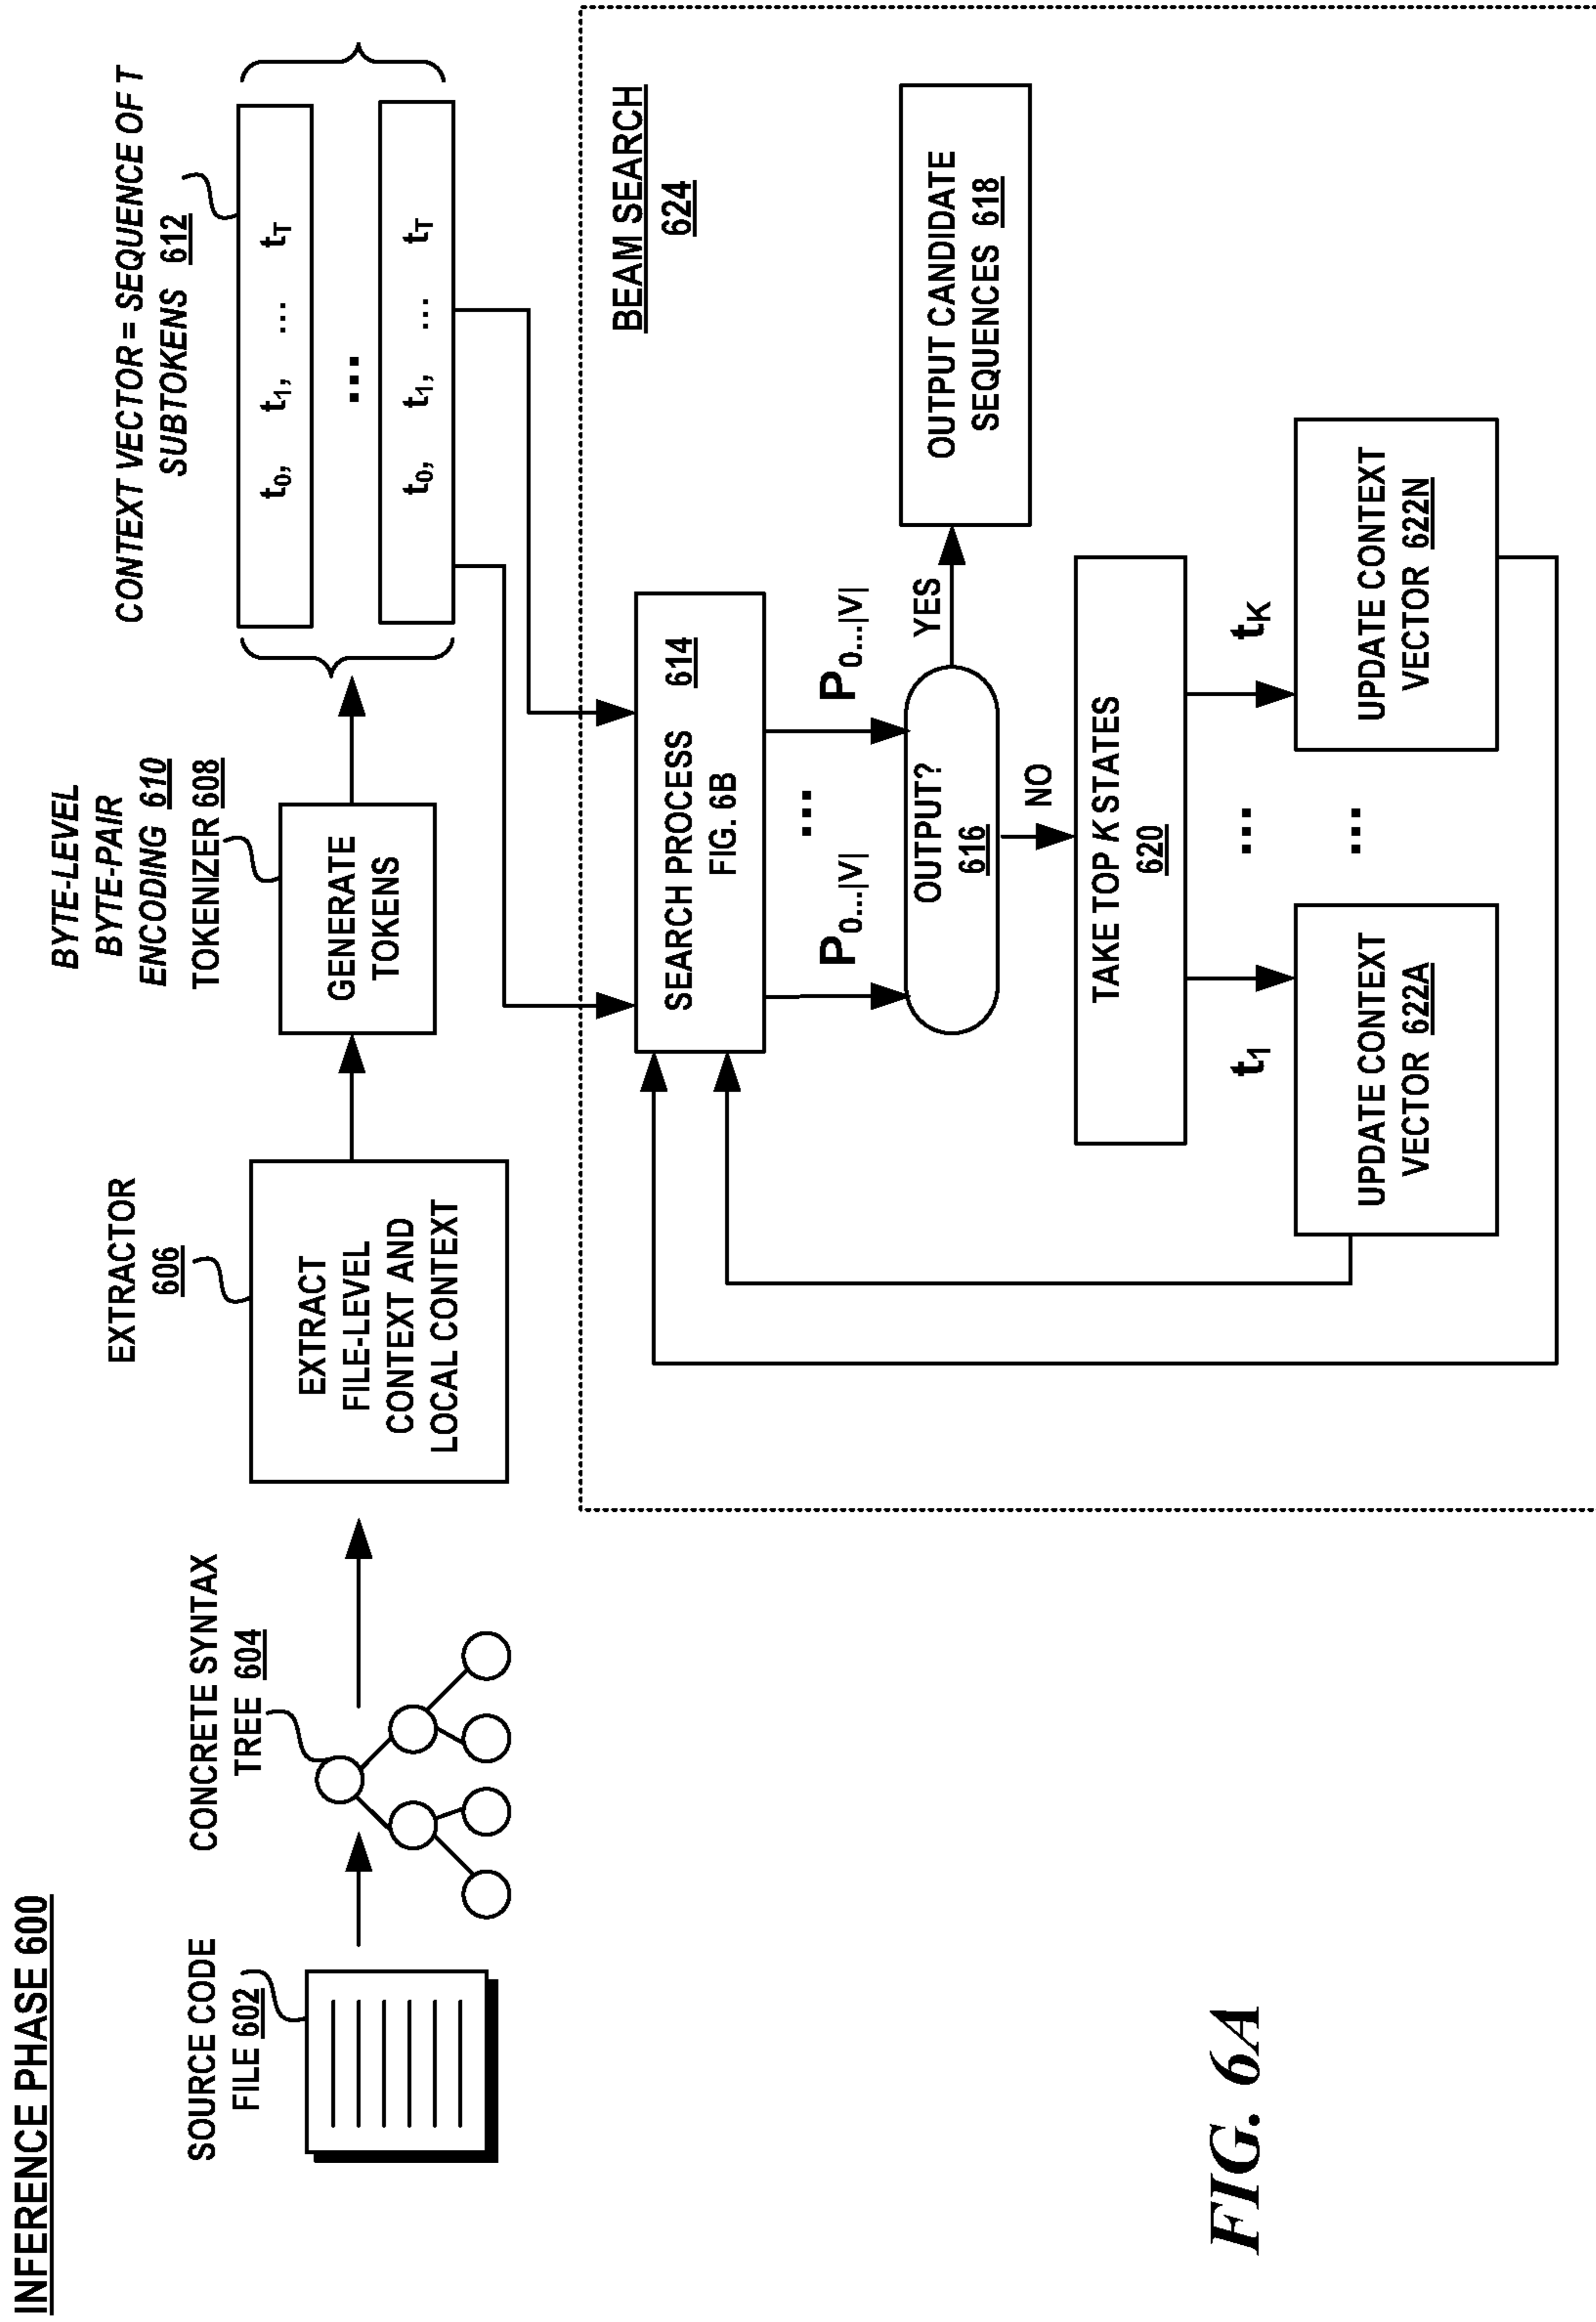 INFERENCE PHASE 600
SOURCE CODE
FILE 602
CONCRETE SYNTAX
TREE 604
EXTRACTOR
606
EXTRACT
FILE-LEVEL
CONTEXT AND
LOCAL CONTEXT
BYTE-LEVEL
BYTE-PAIR
ENCODING 610
TOKENIZER 608
GENERATE
TOKENS
CONTEXT VECTOR = SEQUENCE OF T
SUBTOKENS 612
t0, t1, ... tT
...
t0, t1, ... tT
BEAM SEARCH
624
SEARCH PROCESS 614
FIG. 6B
P0...|V| ... P0...|V|
OUTPUT?
616
YES
OUTPUT CANDIDATE
SEQUENCES 618
NO
TAKE TOP K STATES
620
t1 ... tK
UPDATE CONTEXT
VECTOR 622A
...
UPDATE CONTEXT
VECTOR 622N
FIG. 6A